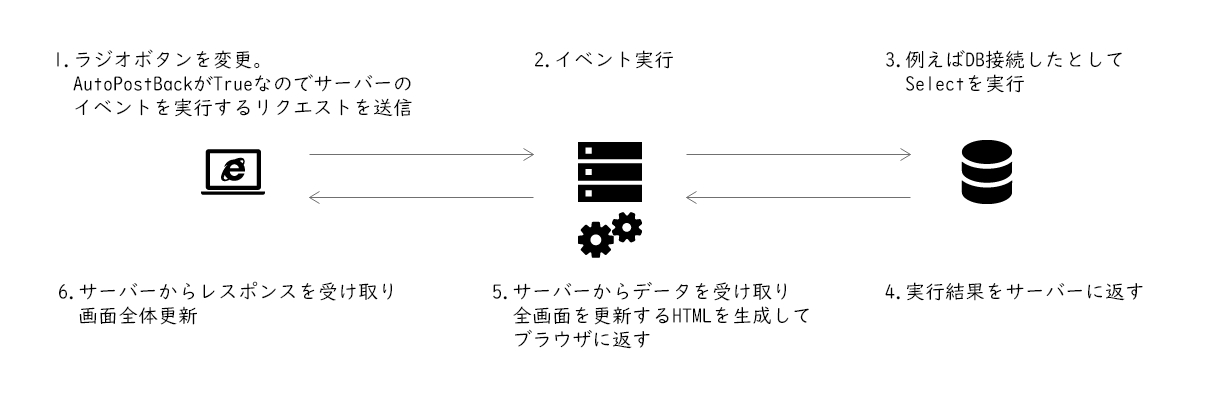 1. ラジオボタンを変更。
AutoPostBackがTrueなのでサーバーの
イベントを実行するリクエストを送信
2. イベント実行
3. 例えばDB接続したとして
Selectを実行
6. サーバーからレスポンスを受け取り
画面全体更新
5. サーバーからデータを受け取り
全画面を更新するHTMLを生成して
ブラウザに返す
4. 実行結果をサーバーに返す